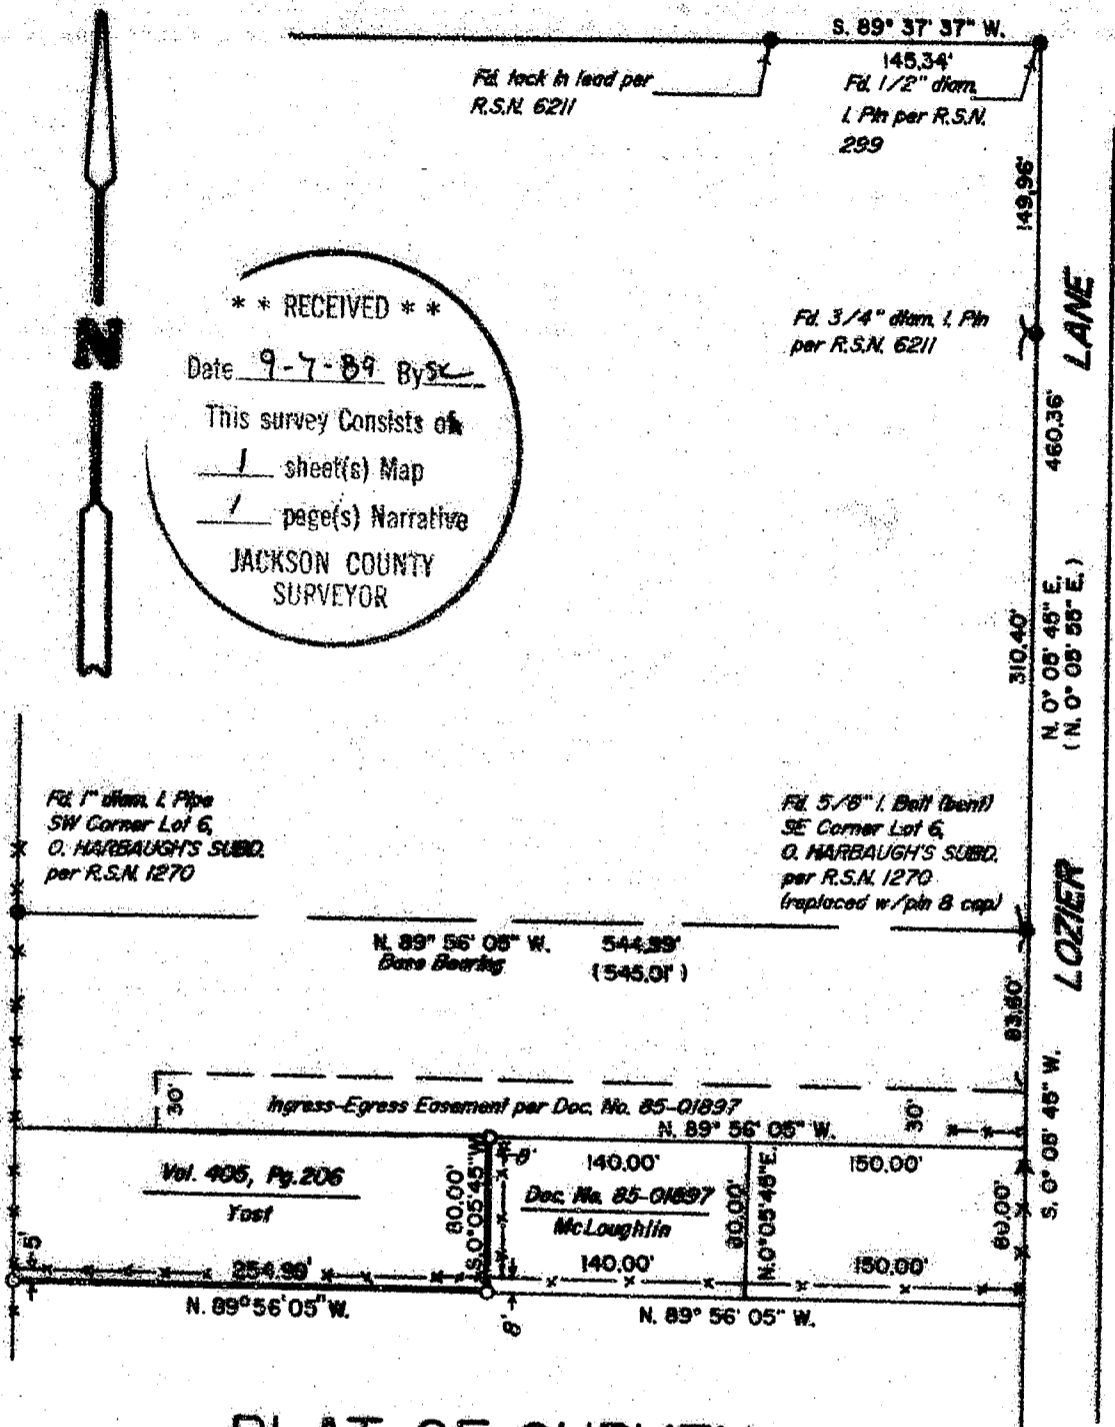 S. 89° 37' 37" W.
145.34'
Fd. tack in lead per
R.S.N. 6211
Fd. 1/2" diam.
I. Pin per R.S.N.
299
149.96'
N
* * RECEIVED * *
Date 9-7-89 By SK
This survey Consists of
1 sheet(s) Map
1 page(s) Narrative
JACKSON COUNTY
SURVEYOR
Fd. 3/4" diam. I. Pin
per R.S.N. 6211
LOZIER LANE
460.36'
310.40'
N. 0° 05' 45" E.
(N. 0° 05' 55" E.)
Fd. 1" diam. I. Pipe
SW Corner Lot 6,
O. HARBAUGH'S SUBD.
per R.S.N. 1270
Fd. 5/8" I. Bolt (bent)
SE Corner Lot 6,
O. HARBAUGH'S SUBD.
per R.S.N. 1270
(replaced w/pin & cap)
N. 89° 56' 05" W. 544.99'
Base Bearing (545.01')
83.60'
S. 0° 05' 45" W.
30'
Ingress-Egress Easement per Doc. No. 85-01897
30'
N. 89° 56' 05" W.
Vol. 405, Pg. 206
Yost
80.00'
S.0°05'45"W.
8'
140.00'
Doc. No. 85-01897
McLoughlin
140.00'
80.00'
N.0°05'45"E.
150.00'
150.00'
80.00'
5'
254.99'
N. 89°56'05" W.
8'
N. 89° 56' 05" W.